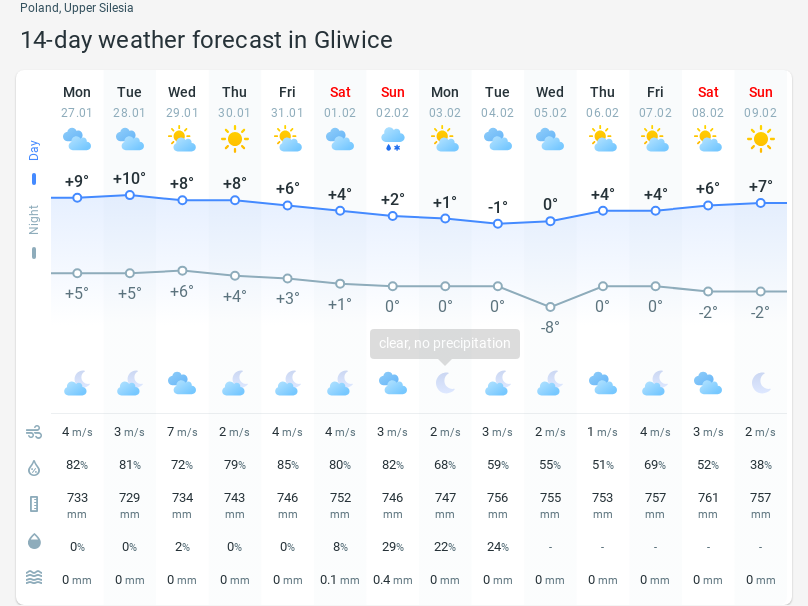 Poland, Upper Silesia
14-day weather forecast in Gliwice
Mon Tue Wed Thu Fri Sat Sun Mon Tue Wed Thu Fri Sat Sun
27.01 28.01 29.01 30.01 31.01 01.02 02.02 03.02 04.02 05.02 06.02 07.02 08.02 09.02
Day
+9° +10° +8° +8° +6° +4° +2° +1° -1° 0° +4° +4° +6° +7°
Night
+5° +5° +6° +4° +3° +1° 0° 0° 0° -8° 0° 0° -2° -2°
clear, no precipitation
4 m/s 3 m/s 7 m/s 2 m/s 4 m/s 4 m/s 3 m/s 2 m/s 3 m/s 2 m/s 1 m/s 4 m/s 3 m/s 2 m/s
82% 81% 72% 79% 85% 80% 82% 68% 59% 55% 51% 69% 52% 38%
733 729 734 743 746 752 746 747 756 755 753 757 761 757
mm mm mm mm mm mm mm mm mm mm mm mm mm mm
0% 0% 2% 0% 0% 8% 29% 22% 24% - - - - -
0 mm 0 mm 0 mm 0 mm 0 mm 0.1 mm 0.4 mm 0 mm 0 mm 0 mm 0 mm 0 mm 0 mm 0 mm